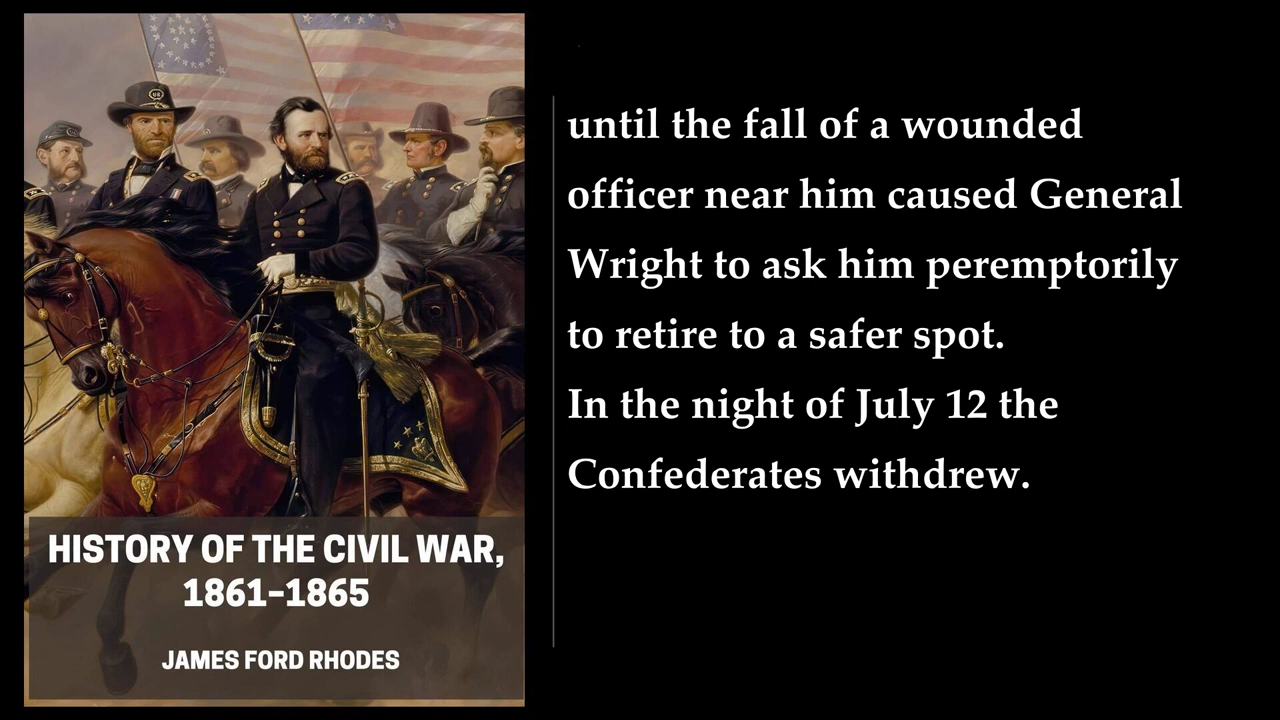 HISTORY OF THE CIVIL WAR,
1861–1865
JAMES FORD RHODES
until the fall of a wounded
officer near him caused General
Wright to ask him peremptorily
to retire to a safer spot.
In the night of July 12 the
Confederates withdrew.